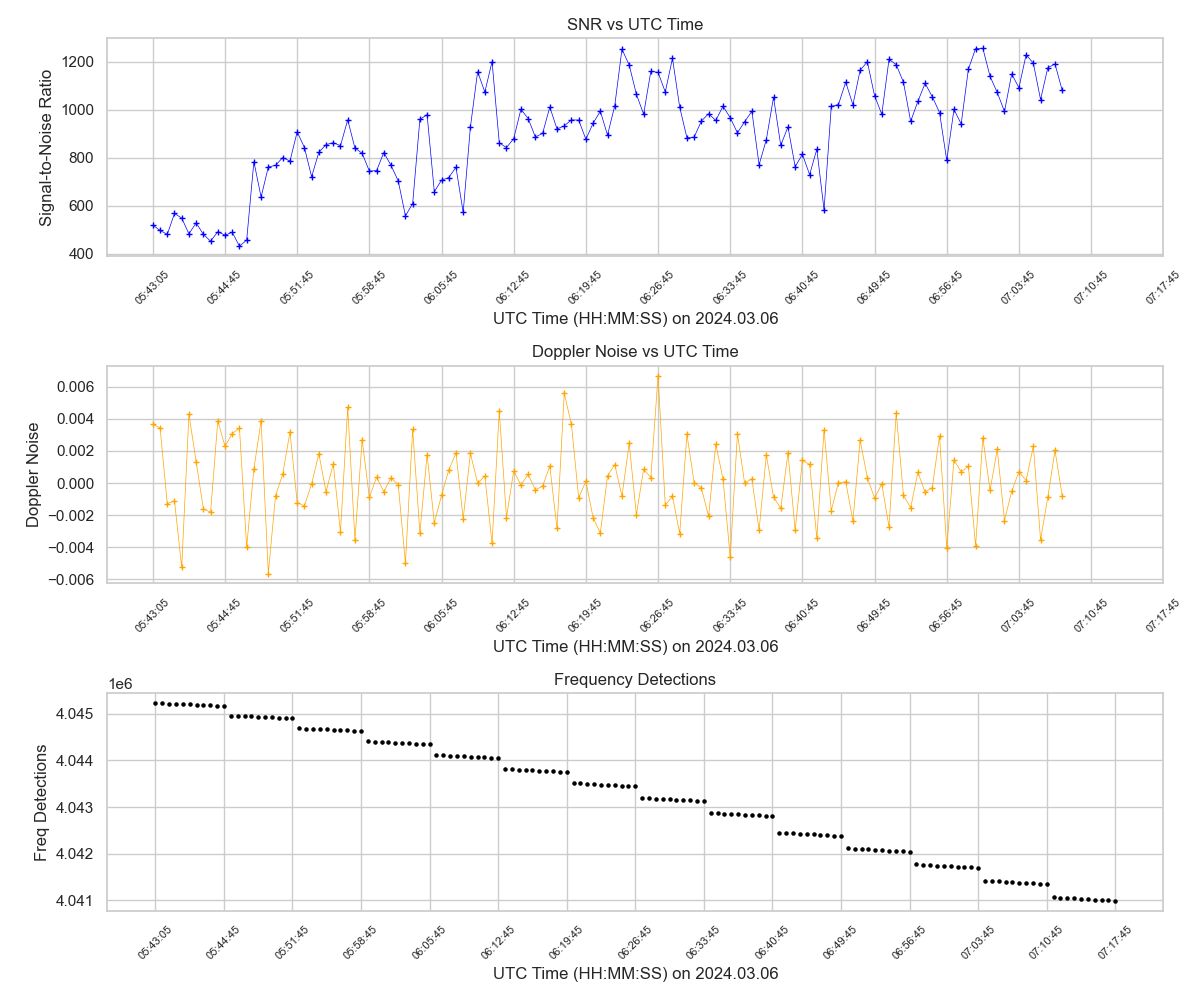 SNR vs UTC Time
Signal-to-Noise Ratio
1200
1000
800
600
400
05:43:05 05:44:45 05:51:45 05:58:45 06:05:45 06:12:45 06:19:45 06:26:45 06:33:45 06:40:45 06:49:45 06:56:45 07:03:45 07:10:45 07:17:45
UTC Time (HH:MM:SS) on 2024.03.06
Doppler Noise vs UTC Time
Doppler Noise
0.006
0.004
0.002
0.000
−0.002
−0.004
−0.006
05:43:05 05:44:45 05:51:45 05:58:45 06:05:45 06:12:45 06:19:45 06:26:45 06:33:45 06:40:45 06:49:45 06:56:45 07:03:45 07:10:45 07:17:45
UTC Time (HH:MM:SS) on 2024.03.06
Frequency Detections
1e6
Freq Detections
4.045
4.044
4.043
4.042
4.041
05:43:05 05:44:45 05:51:45 05:58:45 06:05:45 06:12:45 06:19:45 06:26:45 06:33:45 06:40:45 06:49:45 06:56:45 07:03:45 07:10:45 07:17:45
UTC Time (HH:MM:SS) on 2024.03.06